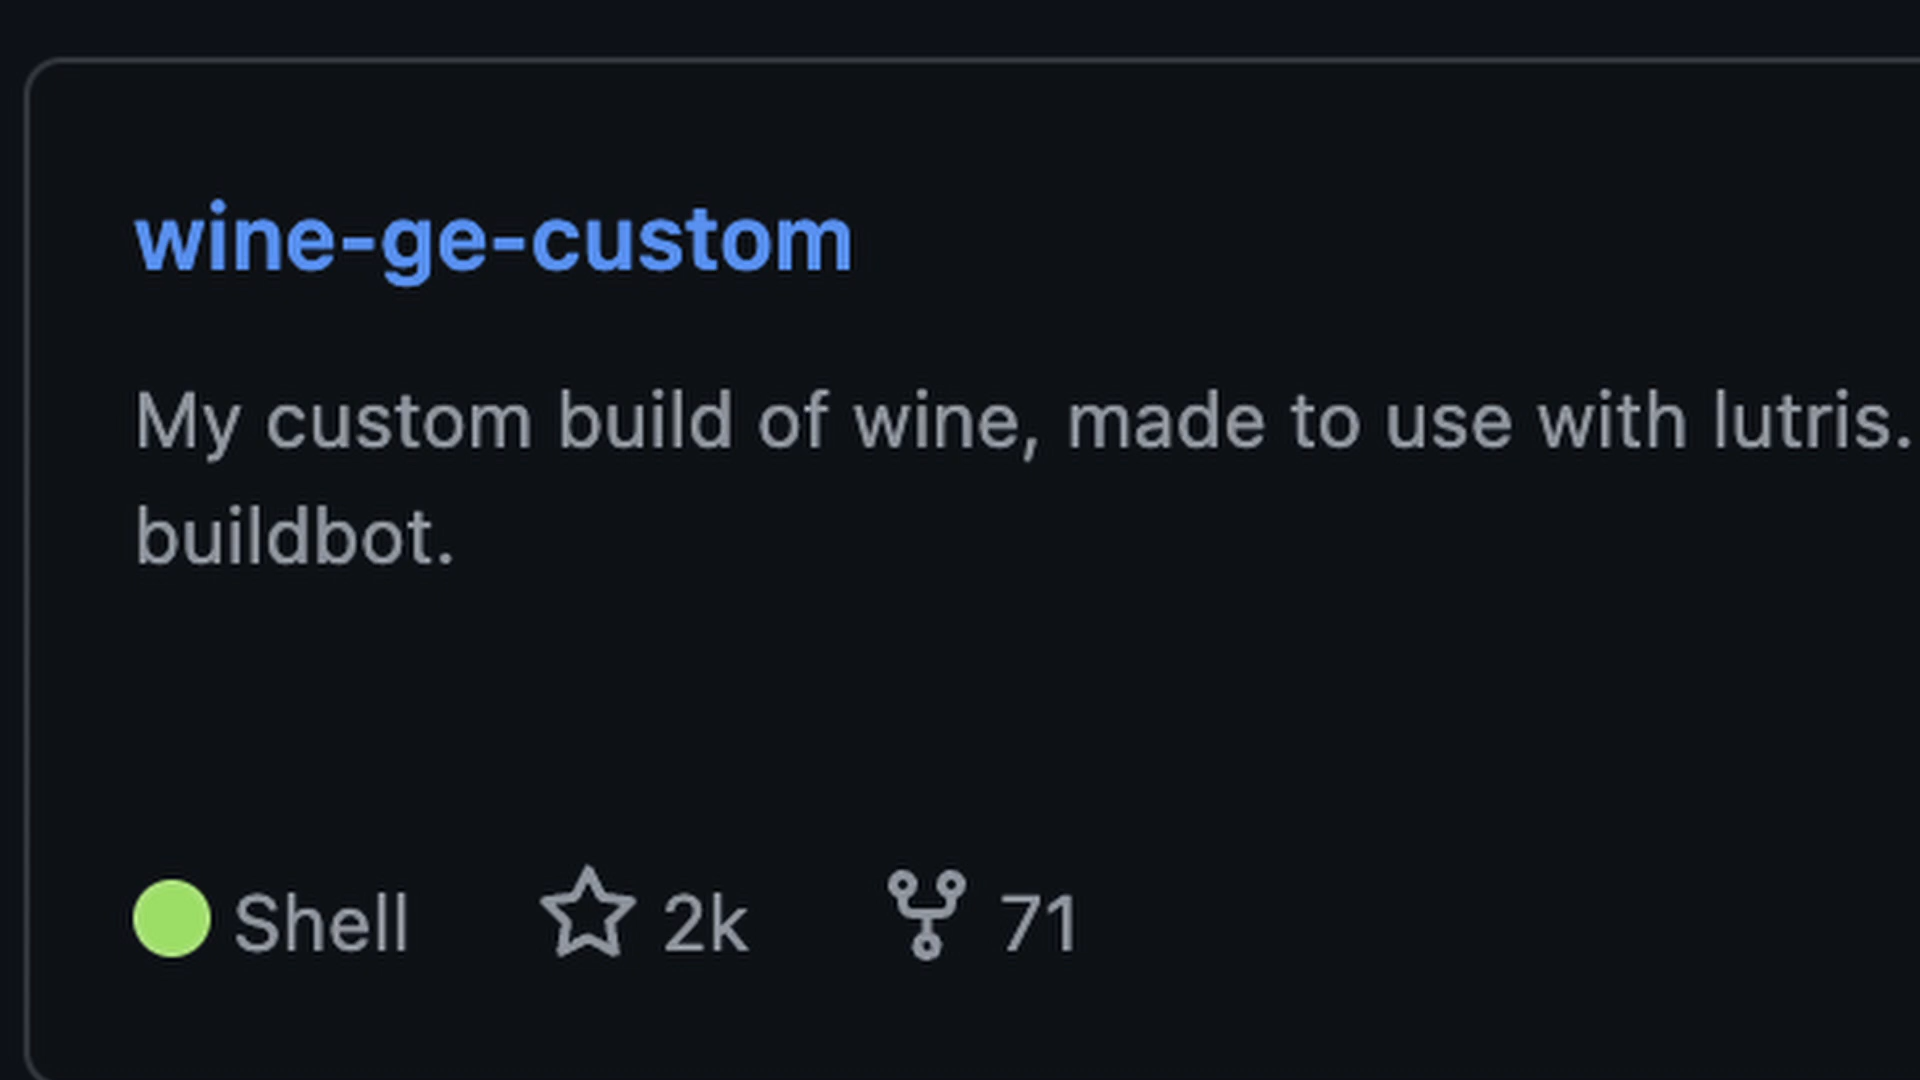 wine-ge-custom
My custom build of wine, made to use with lutris.
buildbot.
Shell 2k 71